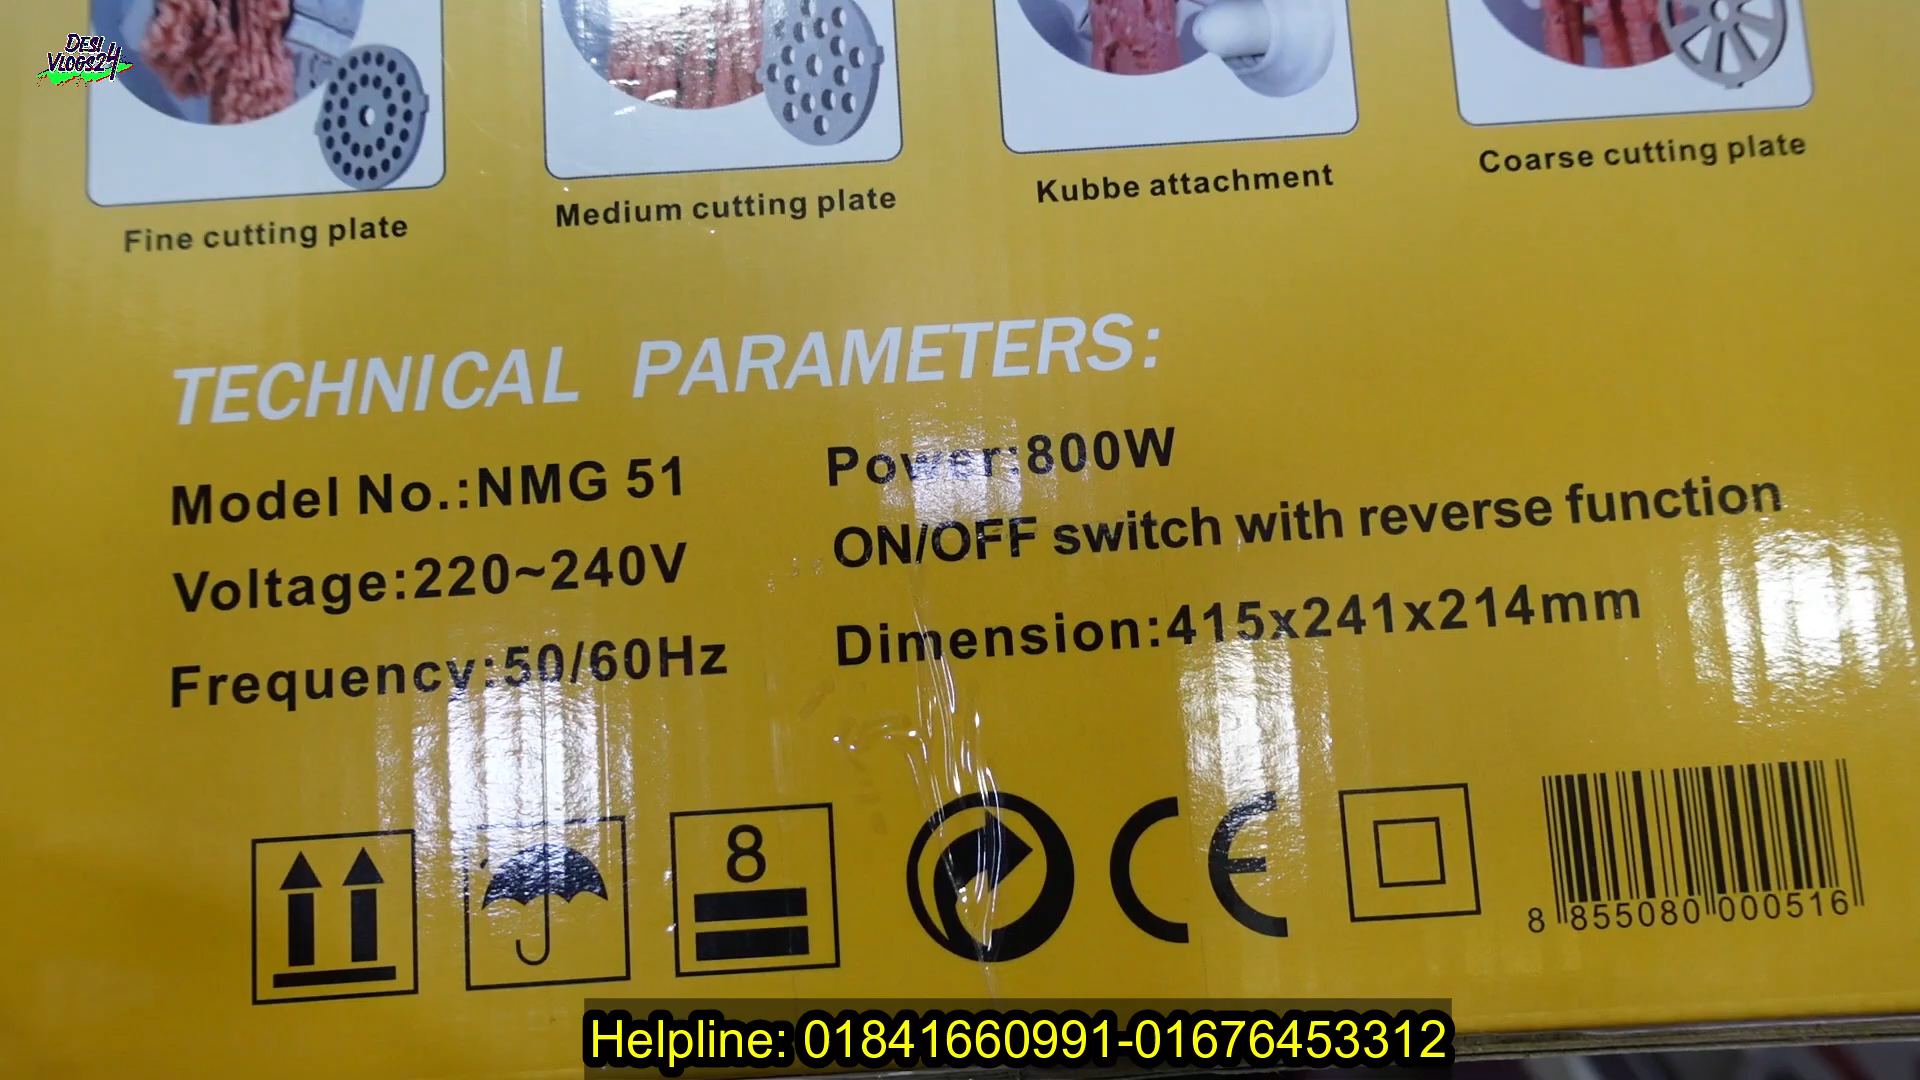 DESI
VLOGS24
Fine cutting plate
Medium cutting plate
Kubbe attachment
Coarse cutting plate
TECHNICAL PARAMETERS:
Model No.:NMG 51
Power:800W
Voltage:220~240V
ON/OFF switch with reverse function
Frequency:50/60Hz
Dimension:415x241x214mm
8
CE
8 855080 000516
Helpline: 01841660991-01676453312